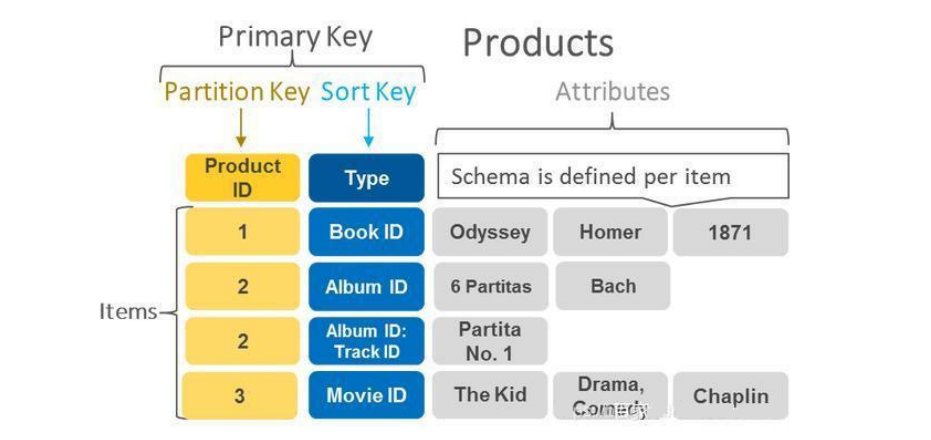 Primary Key
Products
Partition Key Sort Key
Attributes
Product
ID
Type
Schema is defined per item
Items
1
Book ID
Odyssey
Homer
1871
2
Album ID
6 Partitas
Bach
2
Album ID:
Track ID
Partita
No. 1
3
Movie ID
The Kid
Drama,
Comedy
Chaplin